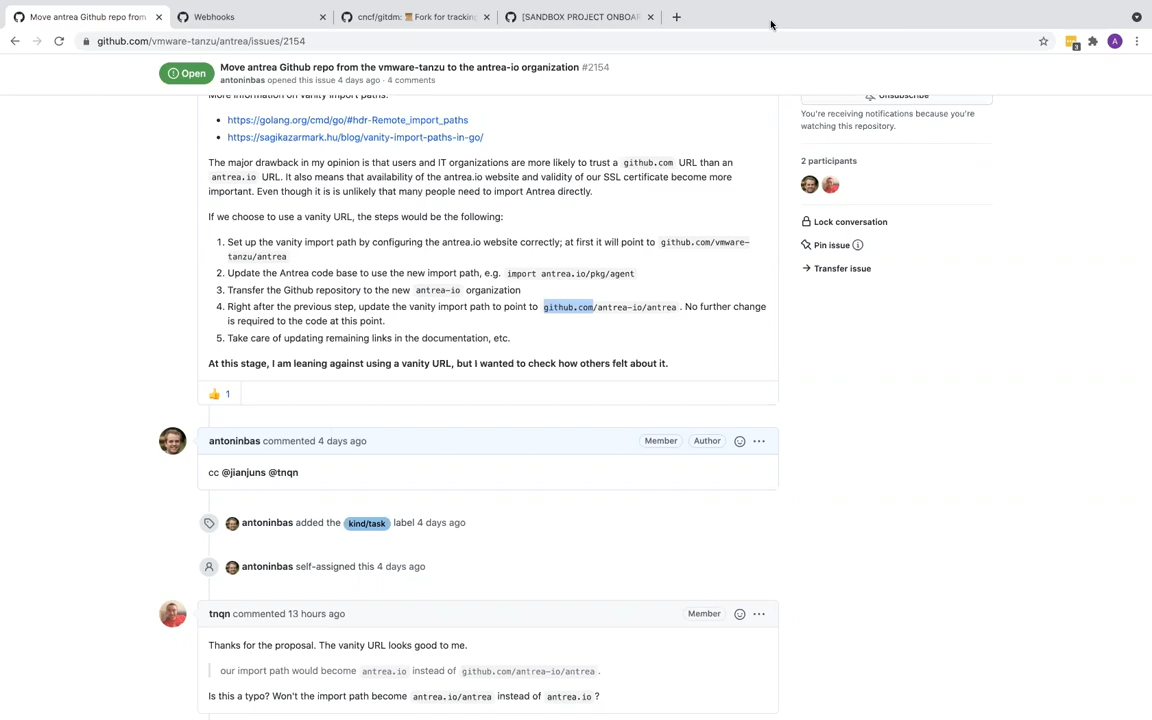 Move antrea Github repo from
Webhooks
cncf/gitdm: Fork for tracking
[SANDBOX PROJECT ONBOAR
github.com/vmware-tanzu/antrea/issues/2154
3
A
Open
Move antrea Github repo from the vmware-tanzu to the antrea-io organization #2154
antoninbas opened this issue 4 days ago · 4 comments
More information on vanity import paths:
Unsubscribe
https://golang.org/cmd/go/#hdr-Remote_import_paths
https://sagikazarmark.hu/blog/vanity-import-paths-in-go/
You're receiving notifications because you're
watching this repository.
The major drawback in my opinion is that users and IT organizations are more likely to trust a github.com URL than an
antrea.io URL. It also means that availability of the antrea.io website and validity of our SSL certificate become more
important. Even though it is is unlikely that many people need to import Antrea directly.
2 participants
If we choose to use a vanity URL, the steps would be the following:
Lock conversation
Pin issue
Transfer issue
1. Set up the vanity import path by configuring the antrea.io website correctly; at first it will point to github.com/vmware-
tanzu/antrea
2. Update the Antrea code base to use the new import path, e.g. import antrea.io/pkg/agent
3. Transfer the Github repository to the new antrea-io organization
4. Right after the previous step, update the vanity import path to point to github.com/antrea-io/antrea . No further change
is required to the code at this point.
5. Take care of updating remaining links in the documentation, etc.
At this stage, I am leaning against using a vanity URL, but I wanted to check how others felt about it.
👍 1
antoninbas commented 4 days ago
Member
Author
cc @jianjuns @tnqn
antoninbas added the kind/task label 4 days ago
antoninbas self-assigned this 4 days ago
tnqn commented 13 hours ago
Member
Thanks for the proposal. The vanity URL looks good to me.
our import path would become antrea.io instead of github.com/antrea-io/antrea .
Is this a typo? Won't the import path become antrea.io/antrea instead of antrea.io ?